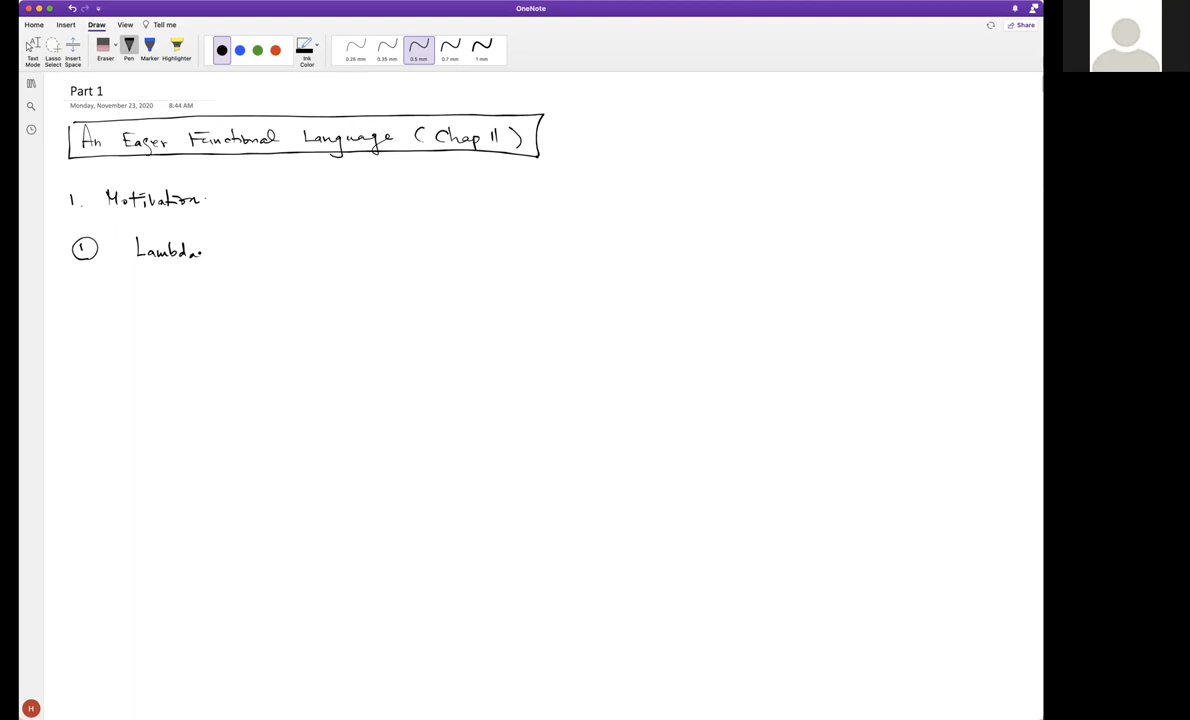 OneNote
Home Insert Draw View Tell me Share
Text Mode Lasso Select Insert Space Eraser Pen Marker Highlighter Ink Color 0.25 mm 0.35 mm 0.5 mm 0.7 mm 1 mm
Part 1
Monday, November 23, 2020 8:44 AM
An Eager Functional Language (Chap 11)
1. Motivation.
① Lambda
H